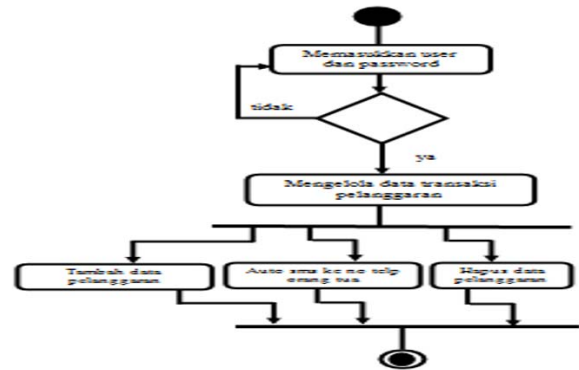 Memasukkan user
dan password
tidak
ya
Mengelola data transaksi
pelanggaran
Tambah data
pelanggaran
Auto sms ke no telp
orang tua
Hapus data
pelanggaran